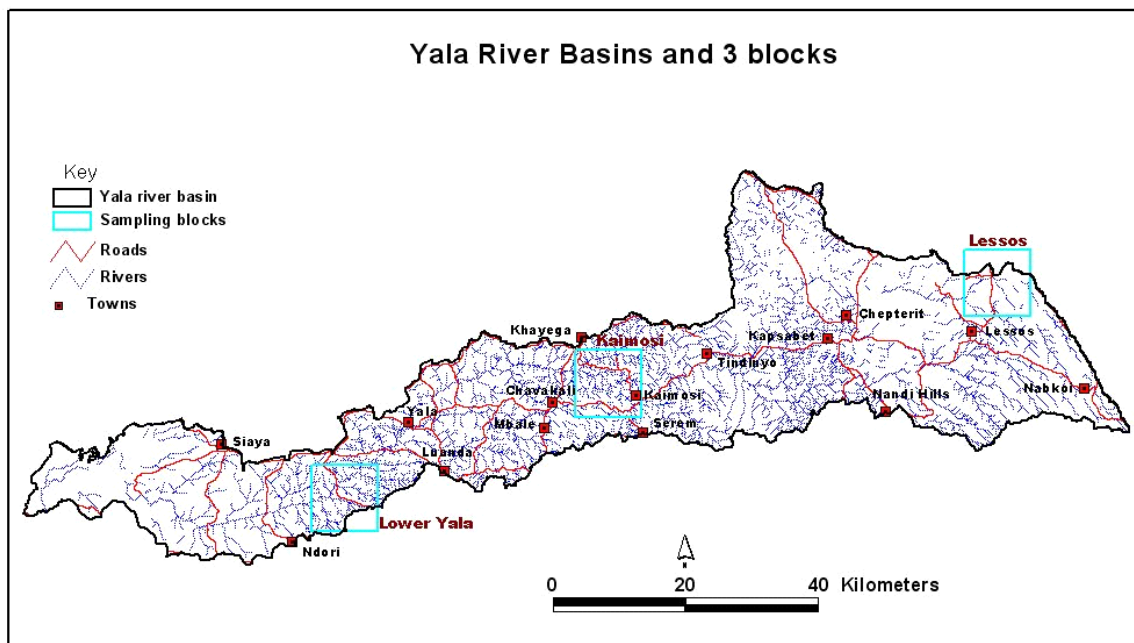 Yala River Basins and 3 blocks
Key
Yala river basin
Sampling blocks
Roads
Rivers
Towns
Lessos
Chepterit
Khayega
Kaimosi
Kapsabet
Lessos
Tindinyo
Nabkoi
Chavakali
Kaimosi
Nandi Hills
Yala
Mbale
Serem
Siaya
Luanda
Lower Yala
Ndori
0 20 40 Kilometers